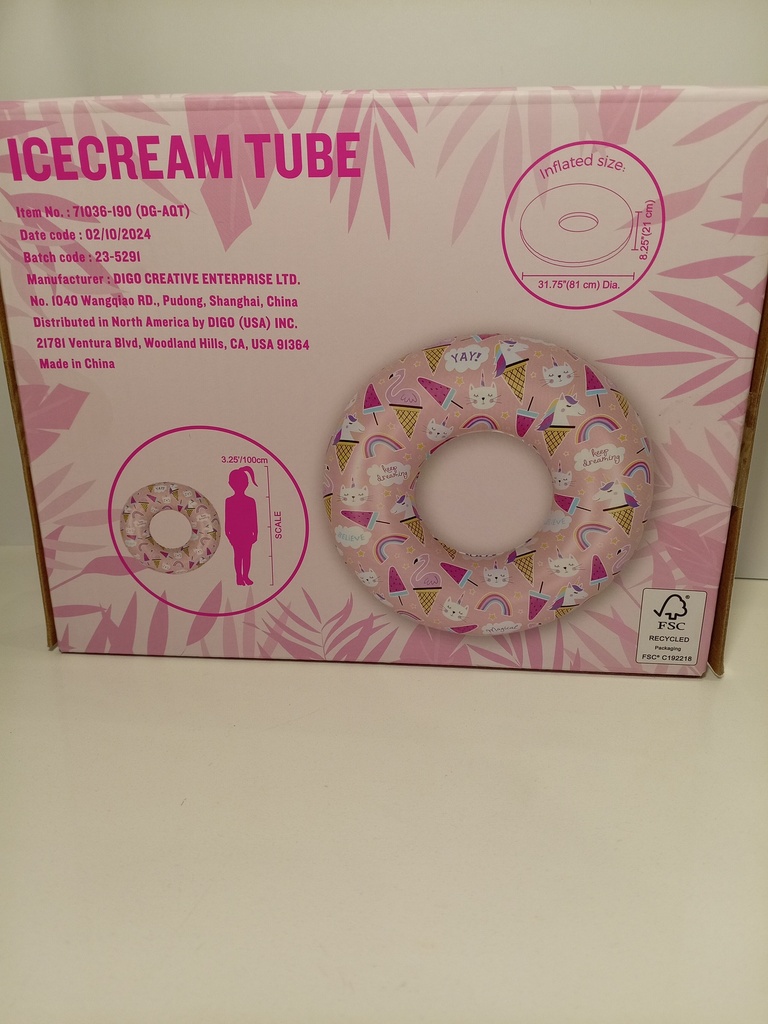 ICECREAM TUBE
Item No. : 71036-190 (DG-AQT)
Date code : 02/10/2024
Batch code : 23-5291
Manufacturer : DIGO CREATIVE ENTERPRISE LTD.
No. 1040 Wangqiao RD., Pudong, Shanghai, China
Distributed in North America by DIGO (USA) INC.
21781 Ventura Blvd, Woodland Hills, CA, USA 91364
Made in China
Inflated size:
8.25"(21 cm)
31.75"(81 cm) Dia.
YAY!
keep
dreaming
keep
dreaming
BELIEVE
Magical
3.25'/100cm
SCALE
FSC®
RECYCLED
Packaging
FSC® C192218